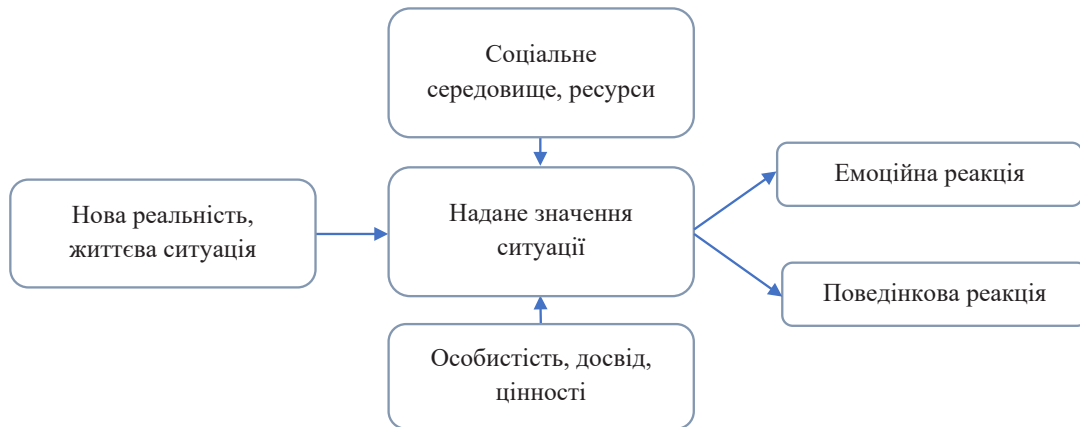 Соціальне
середовище, ресурси
Нова реальність,
життєва ситуація
Надане значення
ситуації
Емоційна реакція
Поведінкова реакція
Особистість, досвід,
цінності